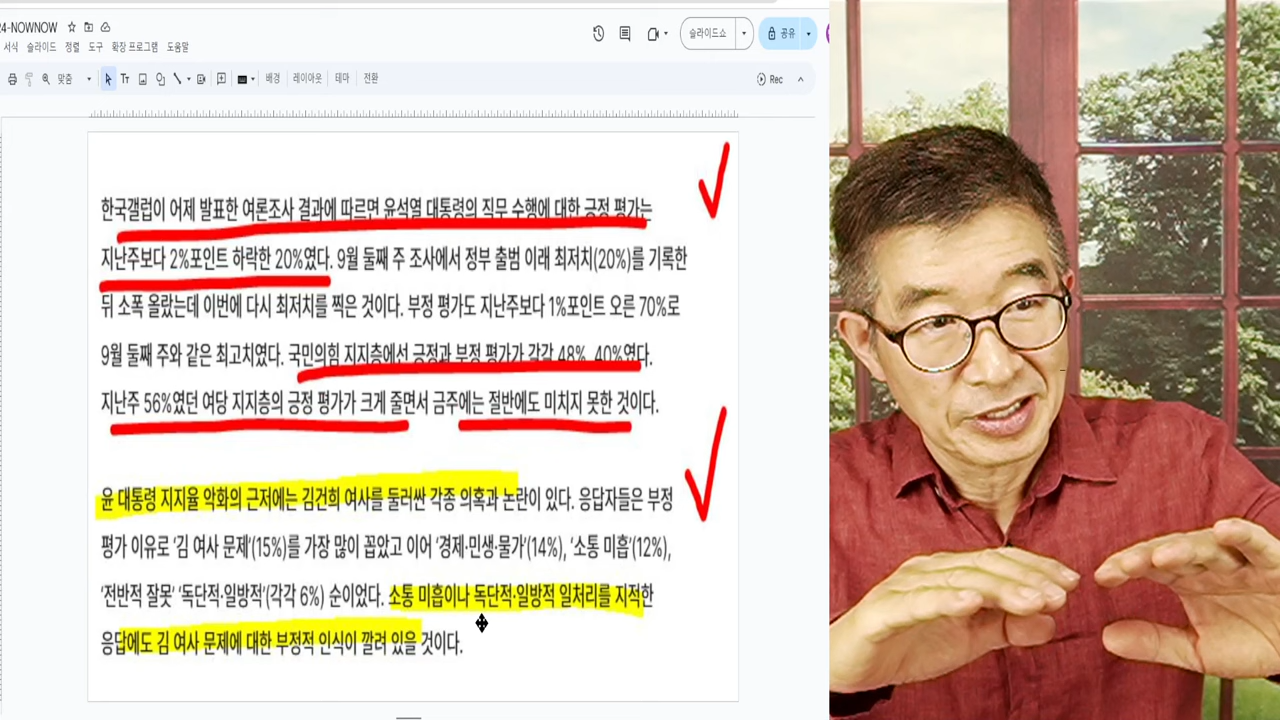 24-NOWNOW
서식 슬라이드 정렬 도구 확장 프로그램 도움말
슬라이드쇼
공유
맞춤
Tт
배경 레이아웃 테마 전환
Rec
한국갤럽이 어제 발표한 여론조사 결과에 따르면 윤석열 대통령의 직무 수행에 대한 긍정 평가는
지난주보다 2%포인트 하락한 20%였다. 9월 둘째 주 조사에서 정부 출범 이래 최저치(20%)를 기록한
뒤 소폭 올랐는데 이번에 다시 최저치를 찍은 것이다. 부정 평가도 지난주보다 1%포인트 오른 70%로
9월 둘째 주와 같은 최고치였다. 국민의힘 지지층에서 긍정과 부정 평가가 각각 48%, 40%였다.
지난주 56%였던 여당 지지층의 긍정 평가가 크게 줄면서 금주에는 절반에도 미치지 못한 것이다.
윤 대통령 지지율 악화의 근저에는 김건희 여사를 둘러싼 각종 의혹과 논란이 있다. 응답자들은 부정
평가 이유로 ‘김 여사 문제’(15%)를 가장 많이 꼽았고 이어 ‘경제·민생·물가’(14%), ‘소통 미흡’(12%),
‘전반적 잘못’ ‘독단적·일방적’(각각 6%) 순이었다. 소통 미흡이나 독단적·일방적 일처리를 지적한
응답에도 김 여사 문제에 대한 부정적 인식이 깔려 있을 것이다.